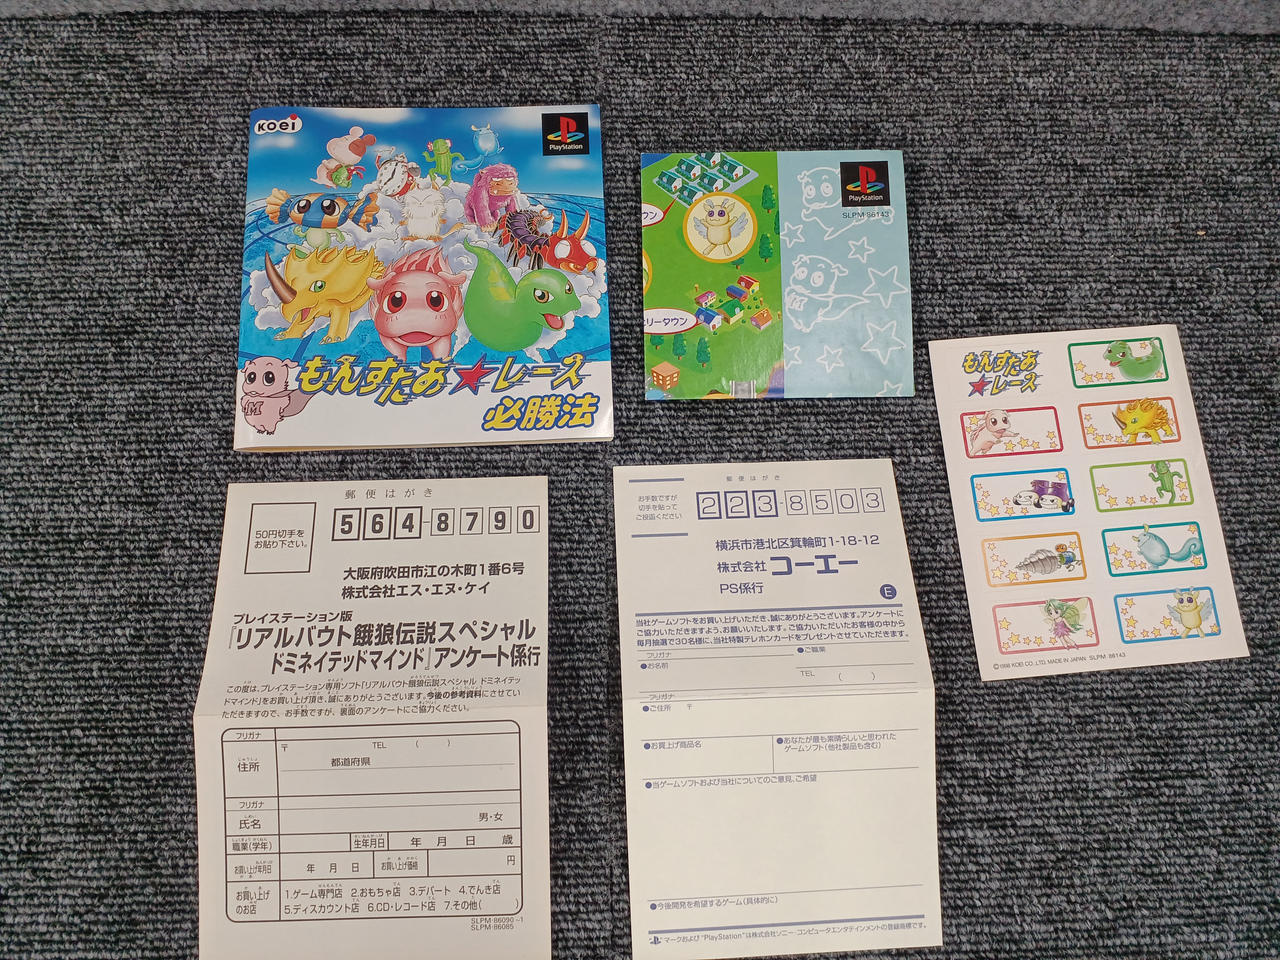 KOEI
PlayStation
もんすたあ★レース
必勝法
M
PlayStation
SLPM-86143
ウン
ェリータウン
もんすたあ
★レース
©1998 KOEI CO.,LTD. MADE IN JAPAN SLPM 86143
郵便はがき
50円切手を
お貼り下さい。
564-8790
大阪府吹田市江の木町1番6号
株式会社エス・エヌ・ケイ
プレイステーション版
『リアルバウト餓狼伝説スペシャル
ドミネイテッドマインド』アンケート係行
この度は、プレイステーション専用ソフト『リアルバウト餓狼伝説スペシャル ドミネイテッ
ドマインド』をお買い上げ頂き、誠にありがとうございます。今後の参考資料にさせてい
ただきますので、お手数ですが、裏面のアンケートにご協力ください。
フリガナ
住所
〒 TEL ( )
都道府県
フリガナ
氏名
男・女
職業(学年)
生年月日
年 月 日 歳
お買い上げ年月日
年 月 日
お買い上げ価格
円
お買い上げ
のお店
1.ゲーム専門店 2.おもちゃ店 3.デパート 4.でんき店
5.ディスカウント店 6.CD・レコード店 7.その他( )
SLPM-86090~1
SLPM-86085
郵便はがき
お手数ですが
切手を貼って
ご投函ください
223-8503
横浜市港北区箕輪町1-18-12
株式会社 コーエー
PS係行
E
当社ゲームソフトをお買い上げいただき、誠にありがとうございます。アンケートに
ご協力いただきますよう、お願いいたします。ご協力いただいたお客様の中から
毎月抽選で30名様に、当社特製テレホンカードをプレゼントさせていただきます。
フリガナ
●お名前
●ご職業
TEL ( )
フリガナ
●ご住所 〒
●お買上げ商品名
●あなたが最も素晴らしいと思われた
ゲームソフト(他社製品も含む)
●当ゲームソフトおよび当社についてのご意見、ご希望
●今後開発を希望するゲーム(具体的に)
マークおよび"PlayStation"は株式会社ソニー・コンピュータエンタテインメントの登録商標です。